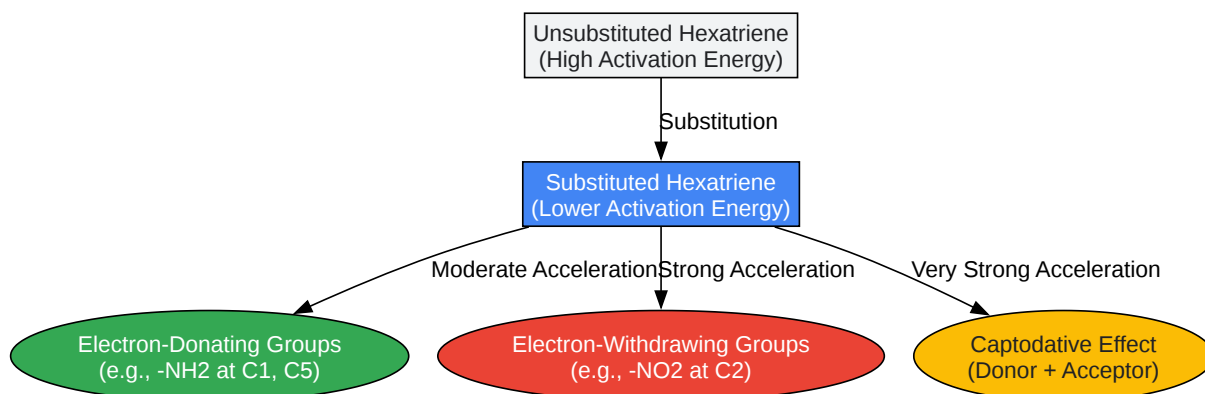 Unsubstituted Hexatriene
(High Activation Energy)
Substitution
Substituted Hexatriene
(Lower Activation Energy)
Moderate Acceleration
Strong Acceleration
Very Strong Acceleration
Electron-Donating Groups
(e.g., -NH2 at C1, C5)
Electron-Withdrawing Groups
(e.g., -NO2 at C2)
Captodative Effect
(Donor + Acceptor)